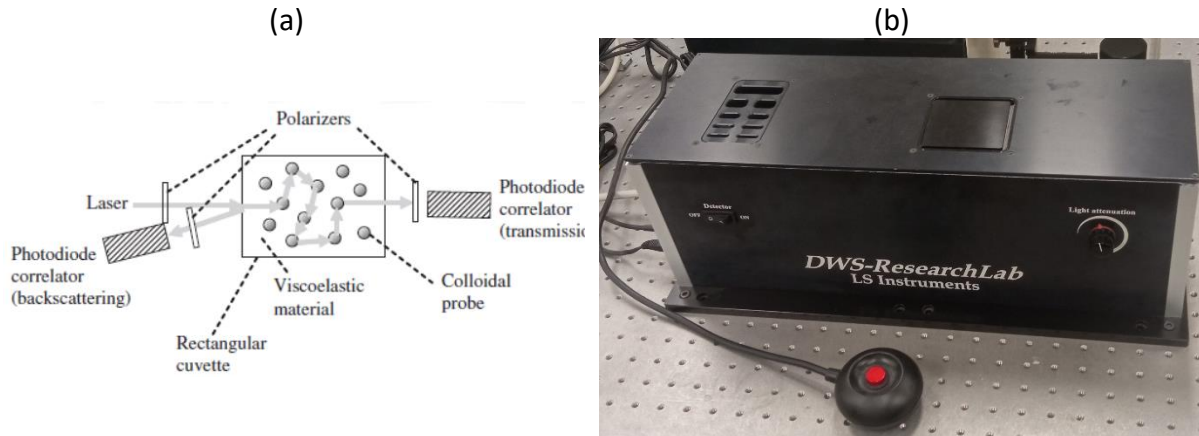 (a)
(b)
Polarizers
Laser
Photodiode
correlator
(transmissic
Photodiode
correlator
(backscattering)
Viscoelastic
material
Colloidal
probe
Rectangular
cuvette
Detector
OFF
ON
Light attenuation
DWS-ResearchLab
LS Instruments